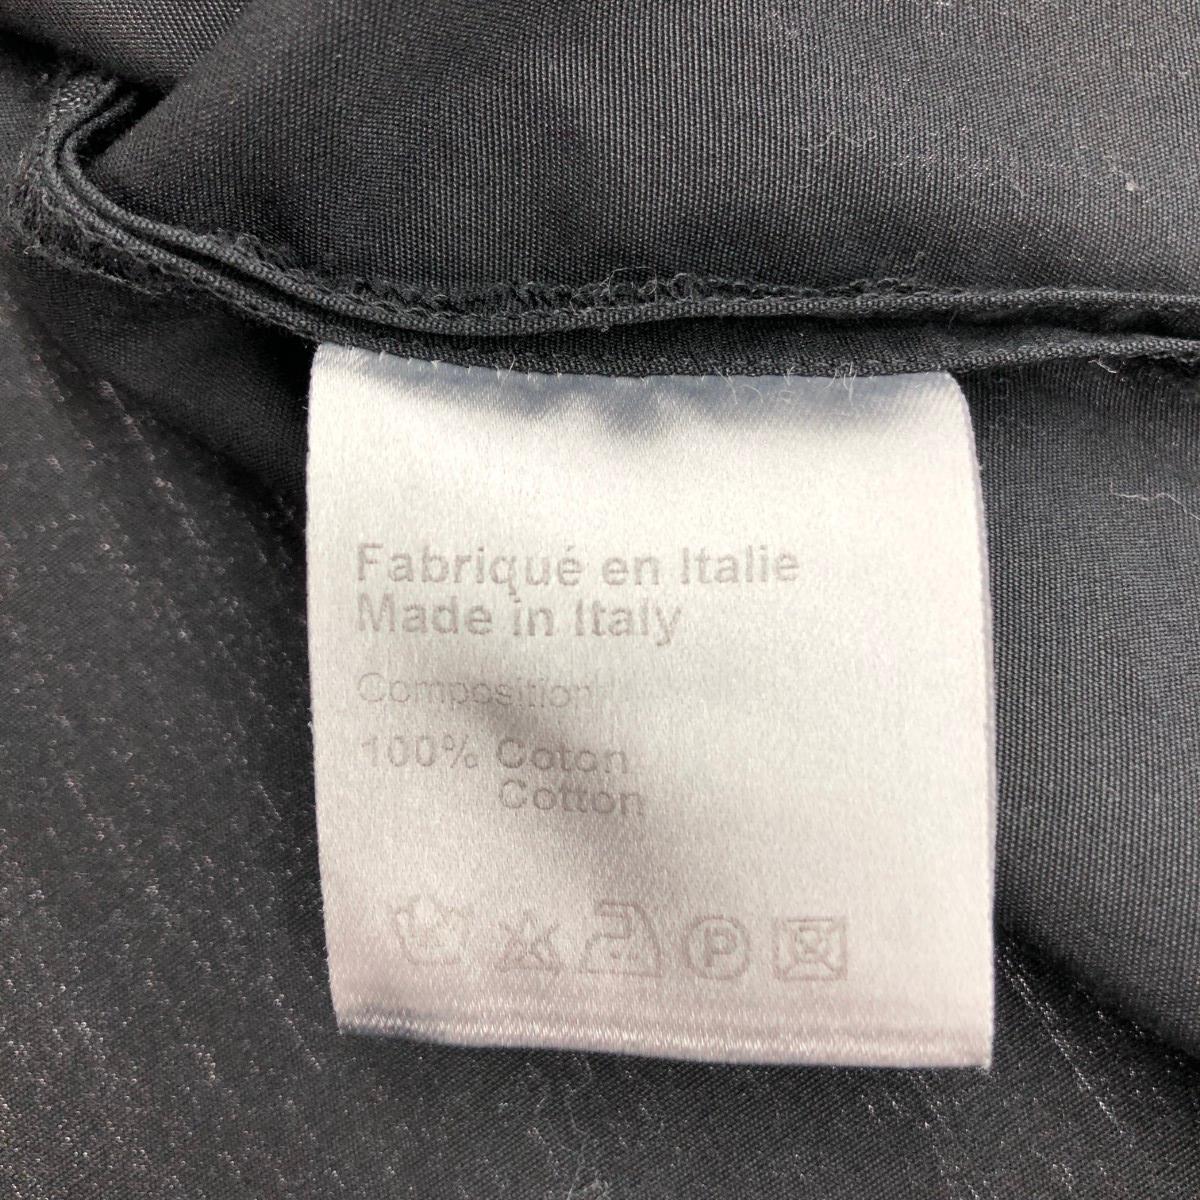 Fabriqué en Italie
Made in Italy
Composition
100% Coton
Cotton
P